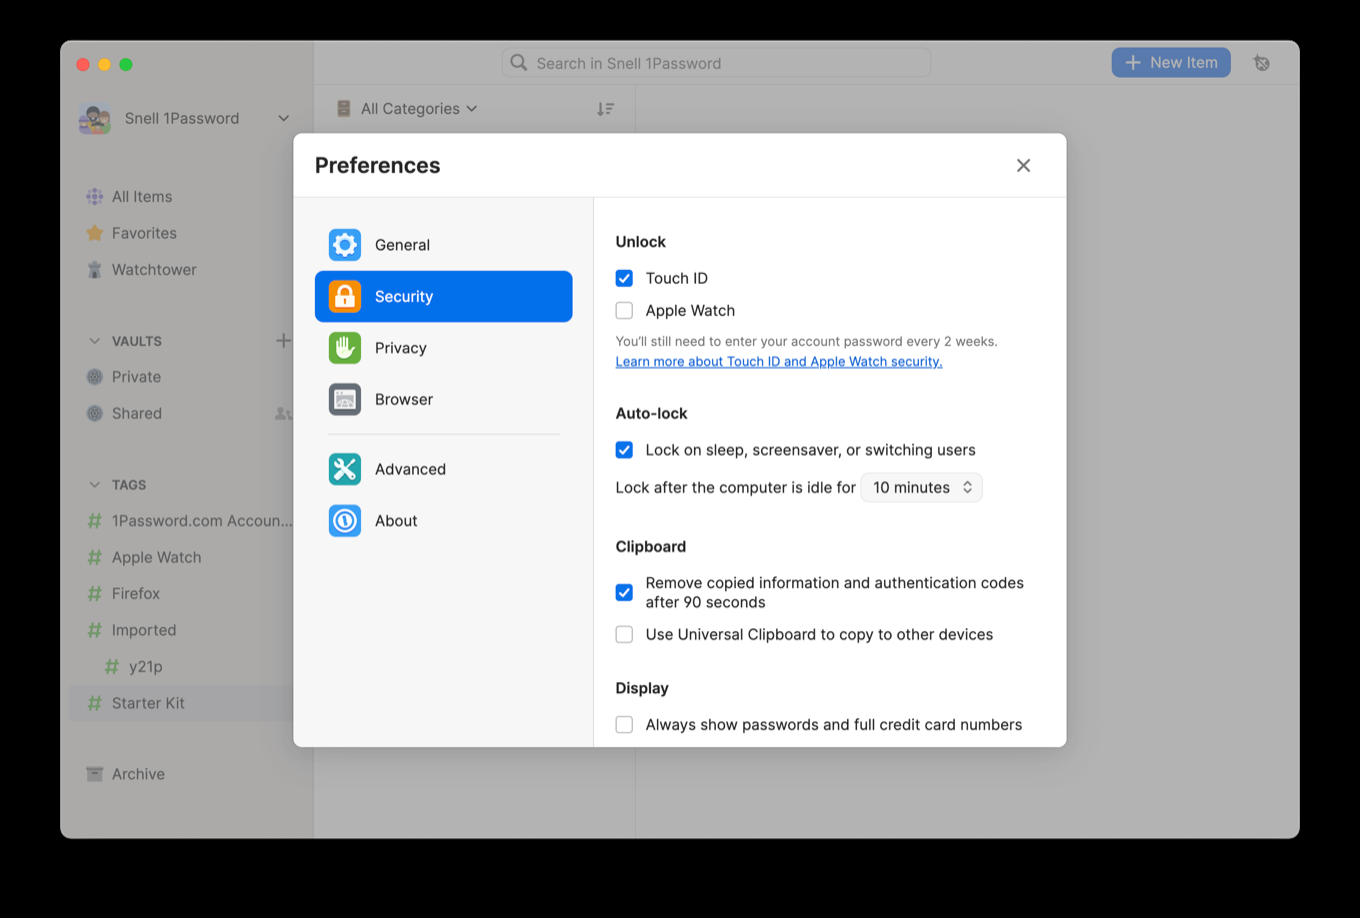 Search in Snell 1Password
New Item
Snell 1Password
All Categories
Preferences
All Items
Favorites
Watchtower
VAULTS
Private
Shared
TAGS
1Password.com Accoun...
Apple Watch
Firefox
Imported
y21p
Starter Kit
Archive
General
Security
Privacy
Browser
Advanced
About
Unlock
Touch ID
Apple Watch
You'll still need to enter your account password every 2 weeks.
Learn more about Touch ID and Apple Watch security.
Auto-lock
Lock on sleep, screensaver, or switching users
Lock after the computer is idle for 10 minutes
Clipboard
Remove copied information and authentication codes
after 90 seconds
Use Universal Clipboard to copy to other devices
Display
Always show passwords and full credit card numbers